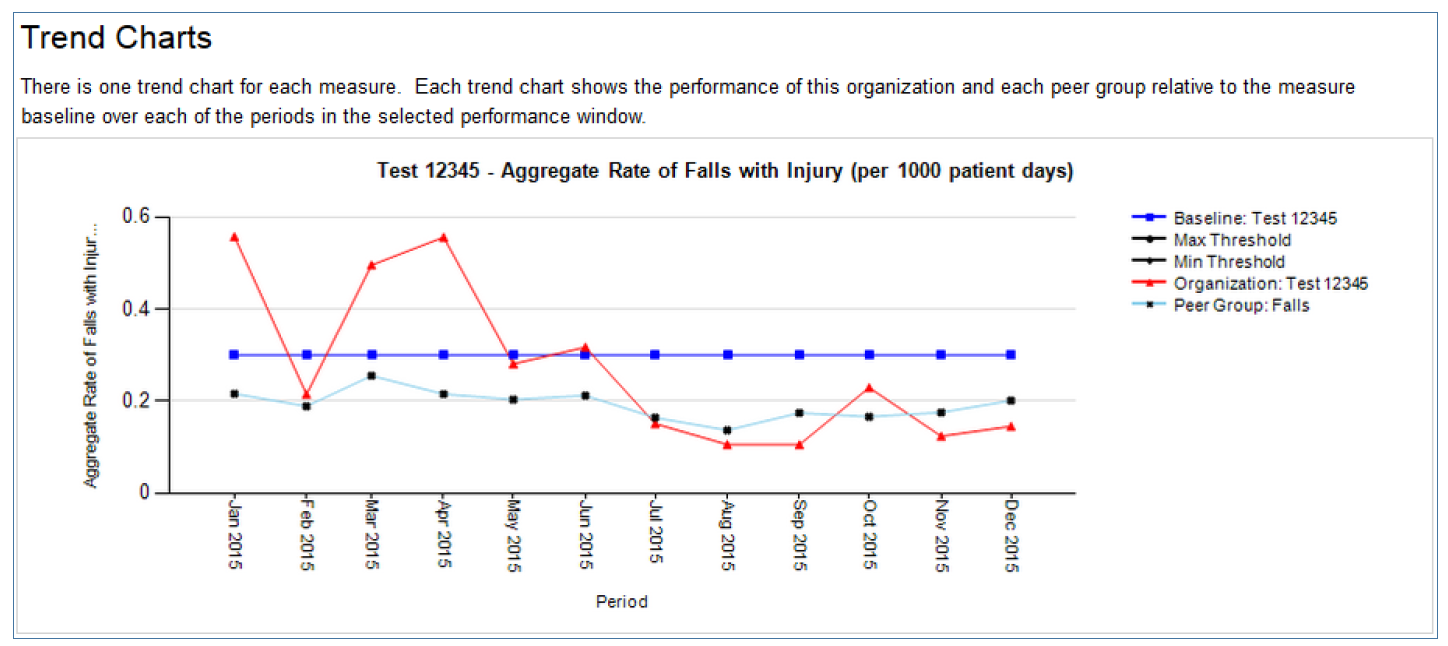 Trend Charts
There is one trend chart for each measure.  Each trend chart shows the performance of this organization and each peer group relative to the measure
baseline over each of the periods in the selected performance window.
Test 12345 - Aggregate Rate of Falls with Injury (per 1000 patient days)
Aggregate Rate of Falls with Injur...
0.6
0.4
0.2
0
Jan 2015
Feb 2015
Mar 2015
Apr 2015
May 2015
Jun 2015
Jul 2015
Aug 2015
Sep 2015
Oct 2015
Nov 2015
Dec 2015
Period
Baseline: Test 12345
Max Threshold
Min Threshold
Organization: Test 12345
Peer Group: Falls